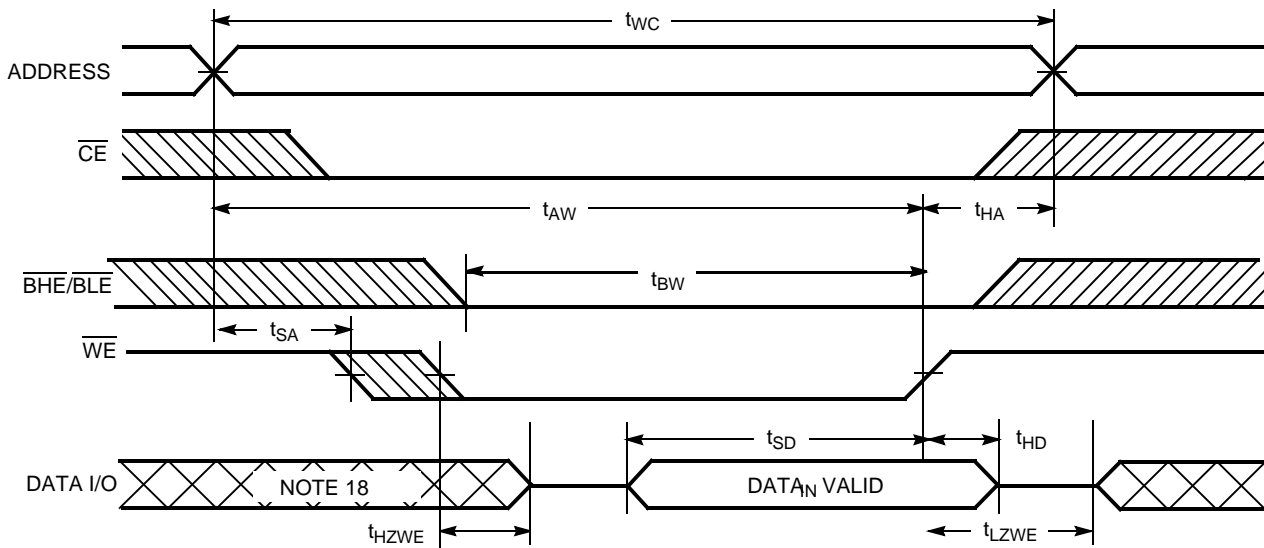 tWC
ADDRESS
CE
tAW
tHA
BHE/BLE
tBW
tSA
WE
tSD
tHD
DATA I/O
NOTE 18
DATAIN VALID
tHZWE
tLZWE